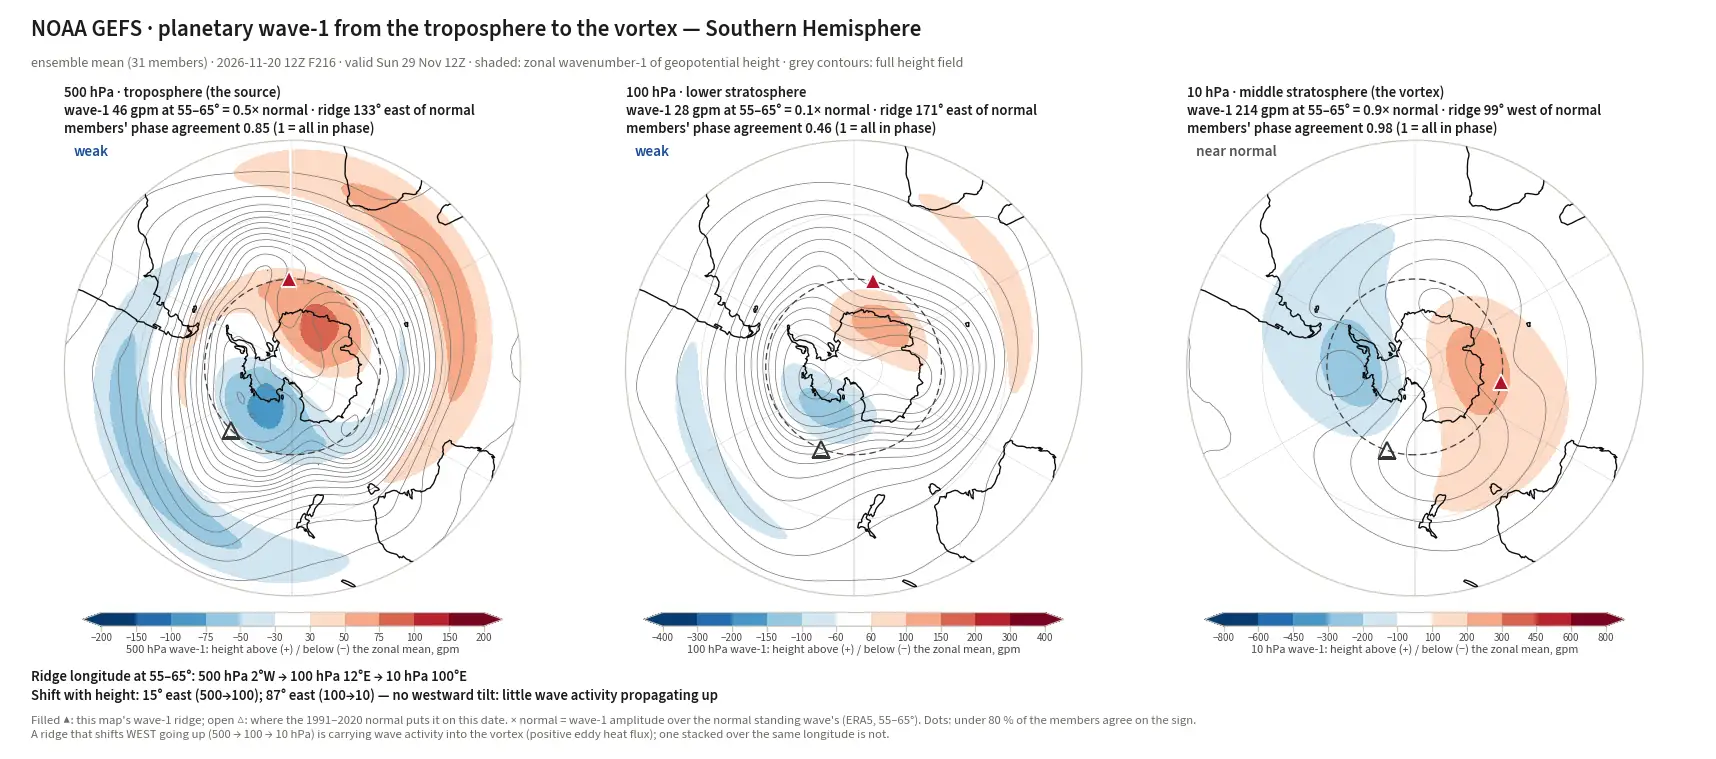 NOAA GEFS · planetary wave-1 from the troposphere to the vortex — Southern Hemisphere
ensemble mean (31 members) · 2026-11-20 12Z F216 · valid Sun 29 Nov 12Z · shaded: zonal wavenumber-1 of geopotential height · grey contours: full height field
500 hPa · troposphere (the source)
wave-1 46 gpm at 55–65° = 0.5× normal · ridge 133° east of normal
members' phase agreement 0.85 (1 = all in phase)
weak
100 hPa · lower stratosphere
wave-1 28 gpm at 55–65° = 0.1× normal · ridge 171° east of normal
members' phase agreement 0.46 (1 = all in phase)
weak
10 hPa · middle stratosphere (the vortex)
wave-1 214 gpm at 55–65° = 0.9× normal · ridge 99° west of normal
members' phase agreement 0.98 (1 = all in phase)
near normal
−200 −150 −100 −75 −50 −30 30 50 75 100 150 200
500 hPa wave-1: height above (+) / below (−) the zonal mean, gpm
−400 −300 −200 −150 −100 −60 60 100 150 200 300 400
100 hPa wave-1: height above (+) / below (−) the zonal mean, gpm
−800 −600 −450 −300 −200 −100 100 200 300 450 600 800
10 hPa wave-1: height above (+) / below (−) the zonal mean, gpm
Ridge longitude at 55–65°: 500 hPa 2°W → 100 hPa 12°E → 10 hPa 100°E
Shift with height: 15° east (500→100); 87° east (100→10) — no westward tilt: little wave activity propagating up
Filled ▲: this map's wave-1 ridge; open △: where the 1991–2020 normal puts it on this date. × normal = wave-1 amplitude over the normal standing wave's (ERA5, 55–65°). Dots: under 80 % of the members agree on the sign.
A ridge that shifts WEST going up (500 → 100 → 10 hPa) is carrying wave activity into the vortex (positive eddy heat flux); one stacked over the same longitude is not.